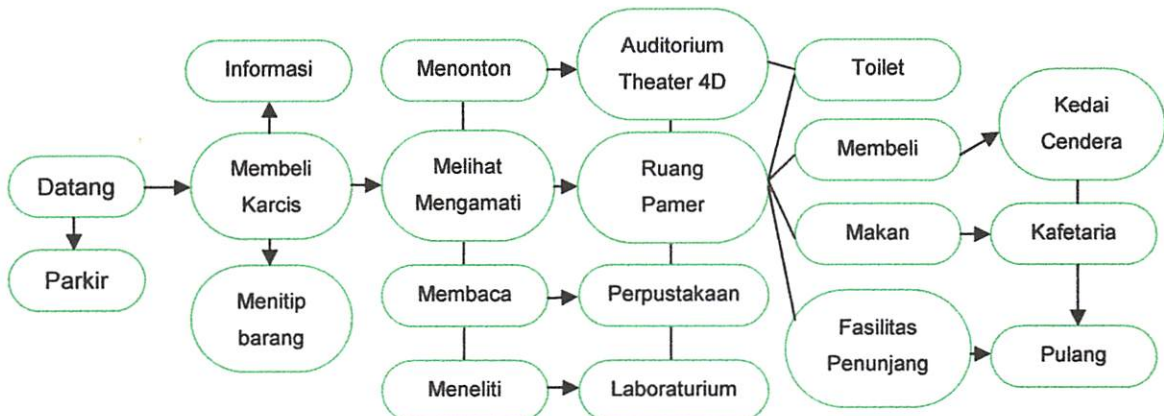 Datang
Parkir
Informasi
Membeli
Karcis
Menitip
barang
Menonton
Melihat
Mengamati
Membaca
Meneliti
Auditorium
Theater 4D
Ruang
Pamer
Perpustakaan
Laboraturium
Toilet
Membeli
Makan
Fasilitas
Penunjang
Kedai
Cendera
Kafetaria
Pulang